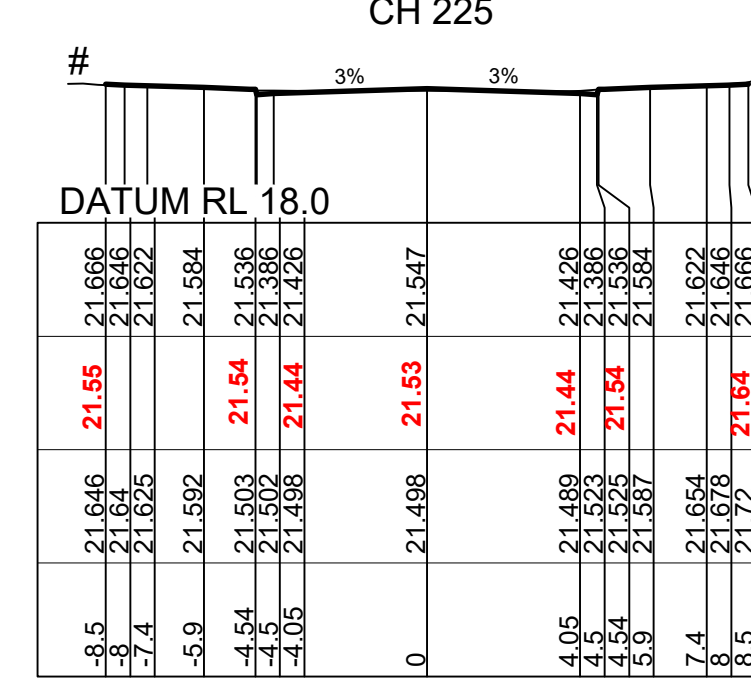 CH 225
#
3% 3%
DATUM RL 18.0
21.666 21.646 21.622 21.584 21.536 21.386 21.426 21.547 21.426 21.386 21.536 21.584 21.622 21.646 21.666
21.55 21.54 21.44 21.53 21.44 21.54 21.64
21.646 21.64 21.625 21.592 21.503 21.502 21.498 21.498 21.489 21.523 21.525 21.587 21.654 21.678 21.72
-8.5 -8 -7.4 -5.9 -4.54 -4.5 -4.05 0 4.05 4.5 4.54 5.9 7.4 8 8.5